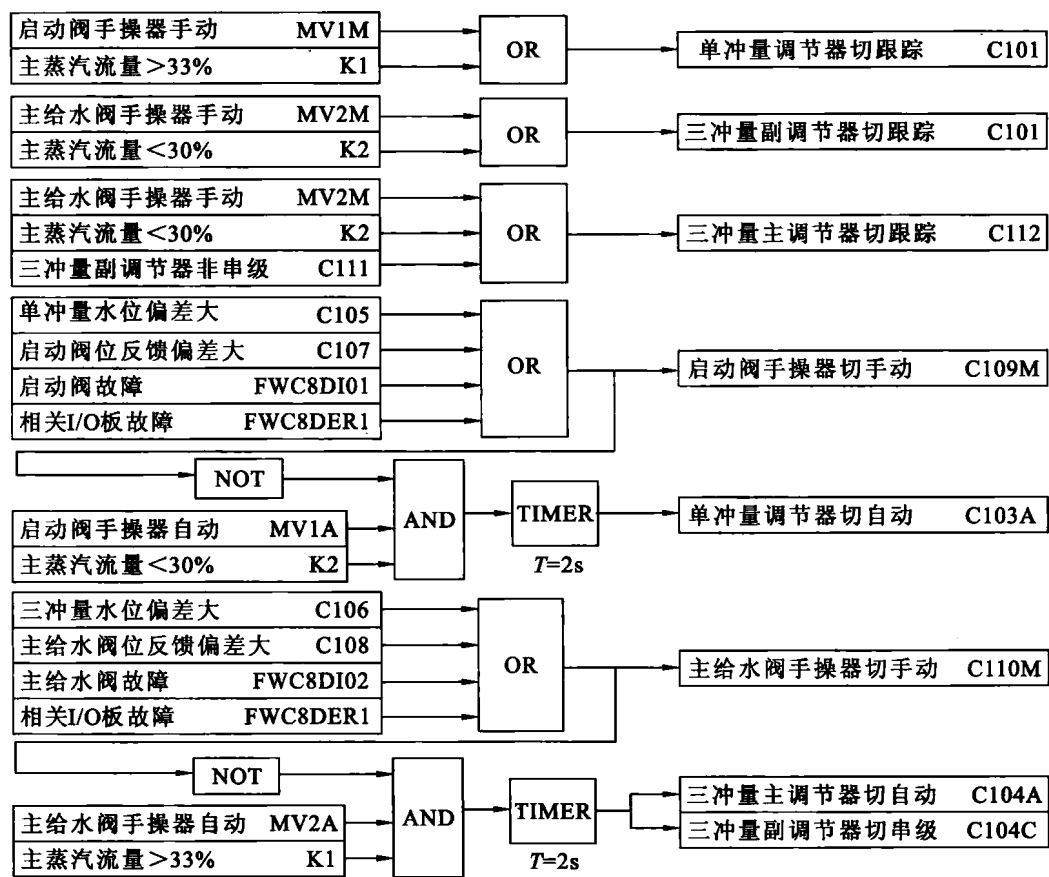 启动阀手操器手动 MV1M
主蒸汽流量>33% K1
OR
单冲量调节器切跟踪 C101
主给水阀手操器手动 MV2M
主蒸汽流量<30% K2
OR
三冲量副调节器切跟踪 C101
主给水阀手操器手动 MV2M
主蒸汽流量<30% K2
三冲量副调节器非串级 C111
OR
三冲量主调节器切跟踪 C112
单冲量水位偏差大 C105
启动阀位反馈偏差大 C107
启动阀故障 FWC8DI01
相关I/O板故障 FWC8DER1
OR
启动阀手操器切手动 C109M
NOT
启动阀手操器自动 MV1A
主蒸汽流量<30% K2
AND
TIMER
T=2s
单冲量调节器切自动 C103A
三冲量水位偏差大 C106
主给水阀位反馈偏差大 C108
主给水阀故障 FWC8DI02
相关I/O板故障 FWC8DER1
OR
主给水阀手操器切手动 C110M
NOT
主给水阀手操器自动 MV2A
主蒸汽流量>33% K1
AND
TIMER
T=2s
三冲量主调节器切自动 C104A
三冲量副调节器切串级 C104C